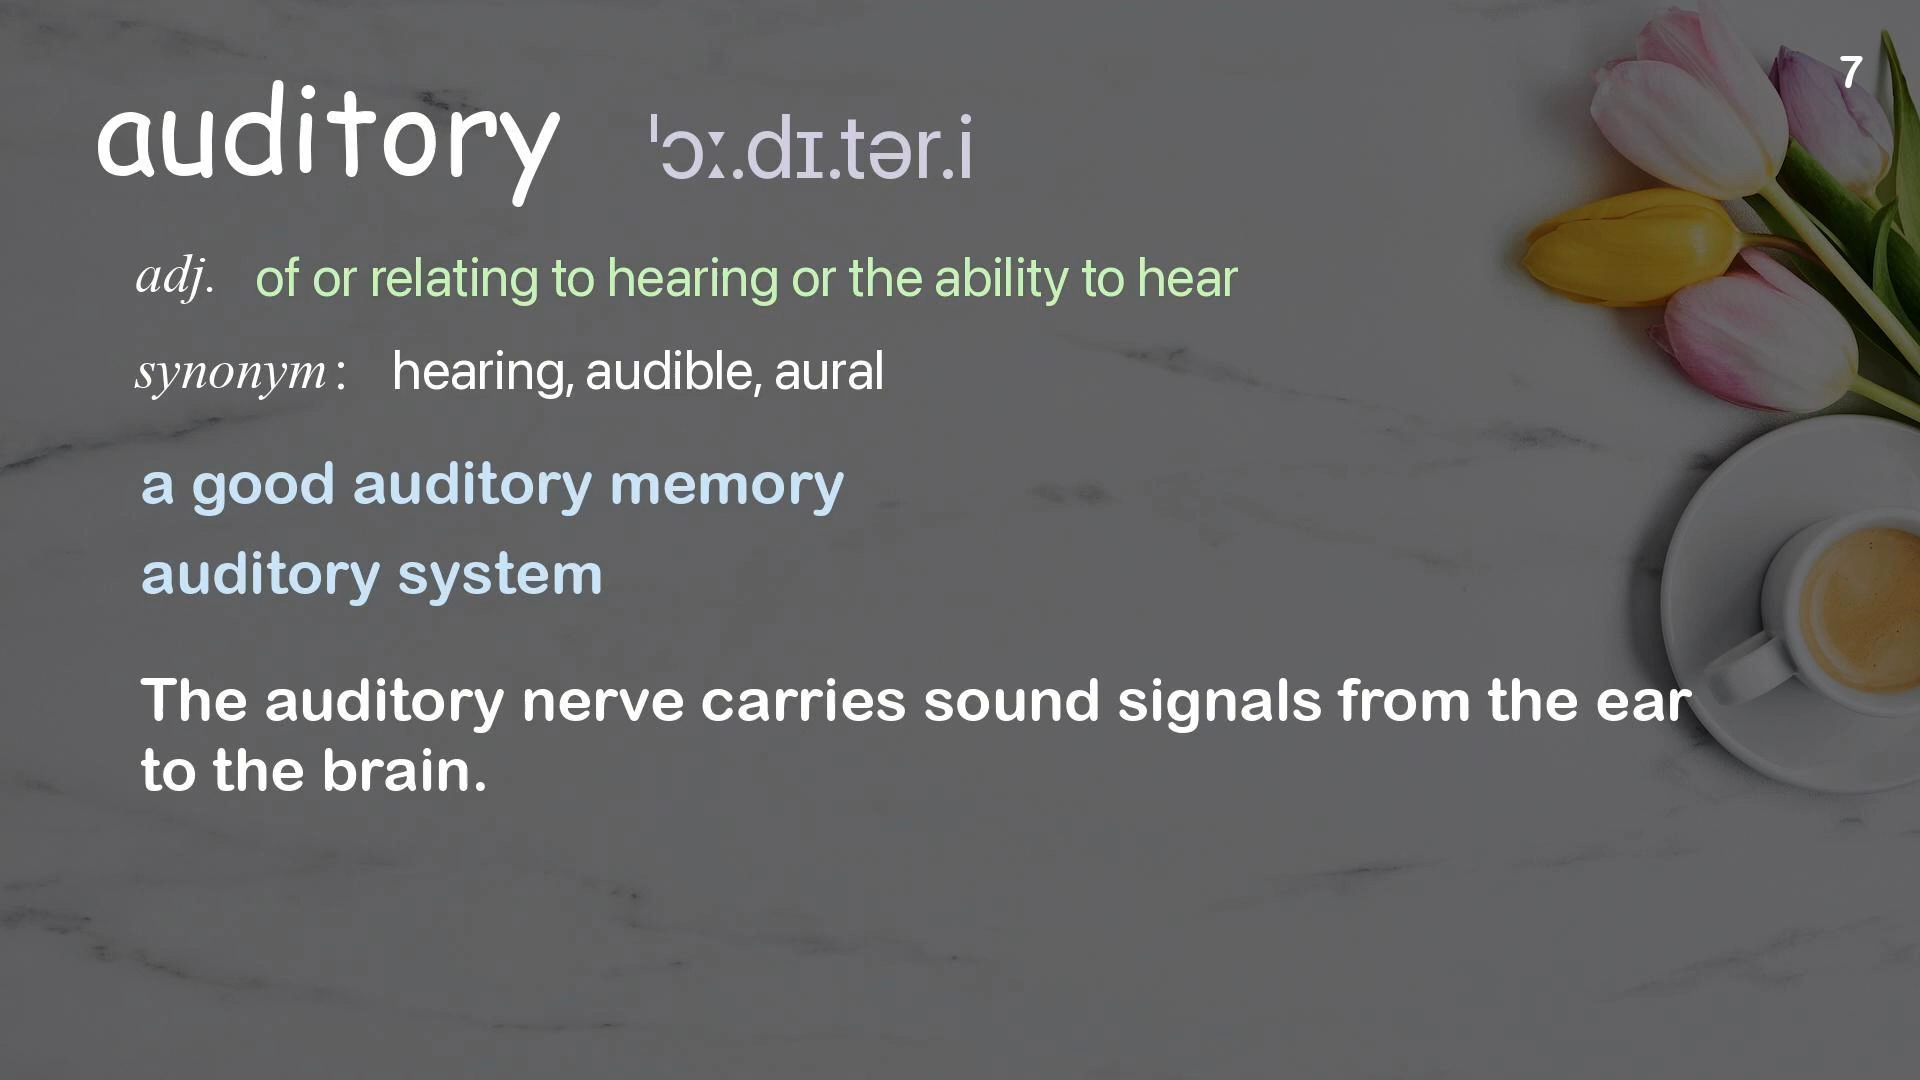 7
auditory ˈɔː.dɪ.tər.i
adj. of or relating to hearing or the ability to hear
synonym: hearing, audible, aural
a good auditory memory
auditory system
The auditory nerve carries sound signals from the ear
to the brain.